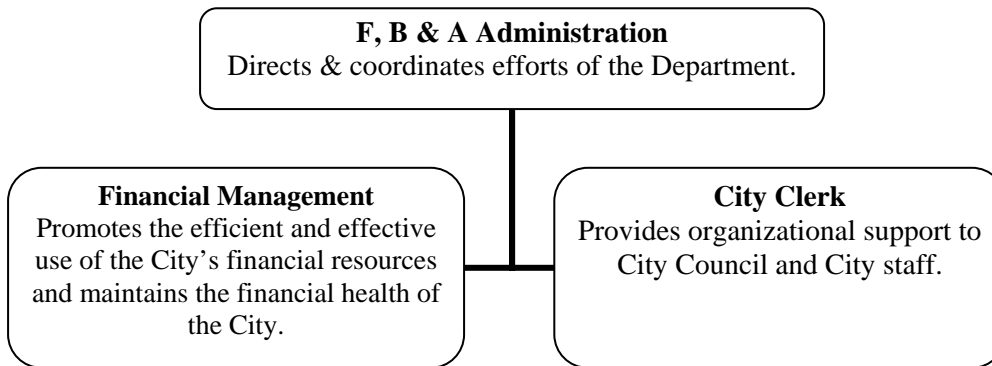 F, B & A Administration
Directs & coordinates efforts of the Department.
Financial Management
Promotes the efficient and effective
use of the City’s financial resources
and maintains the financial health of
the City.
City Clerk
Provides organizational support to
City Council and City staff.